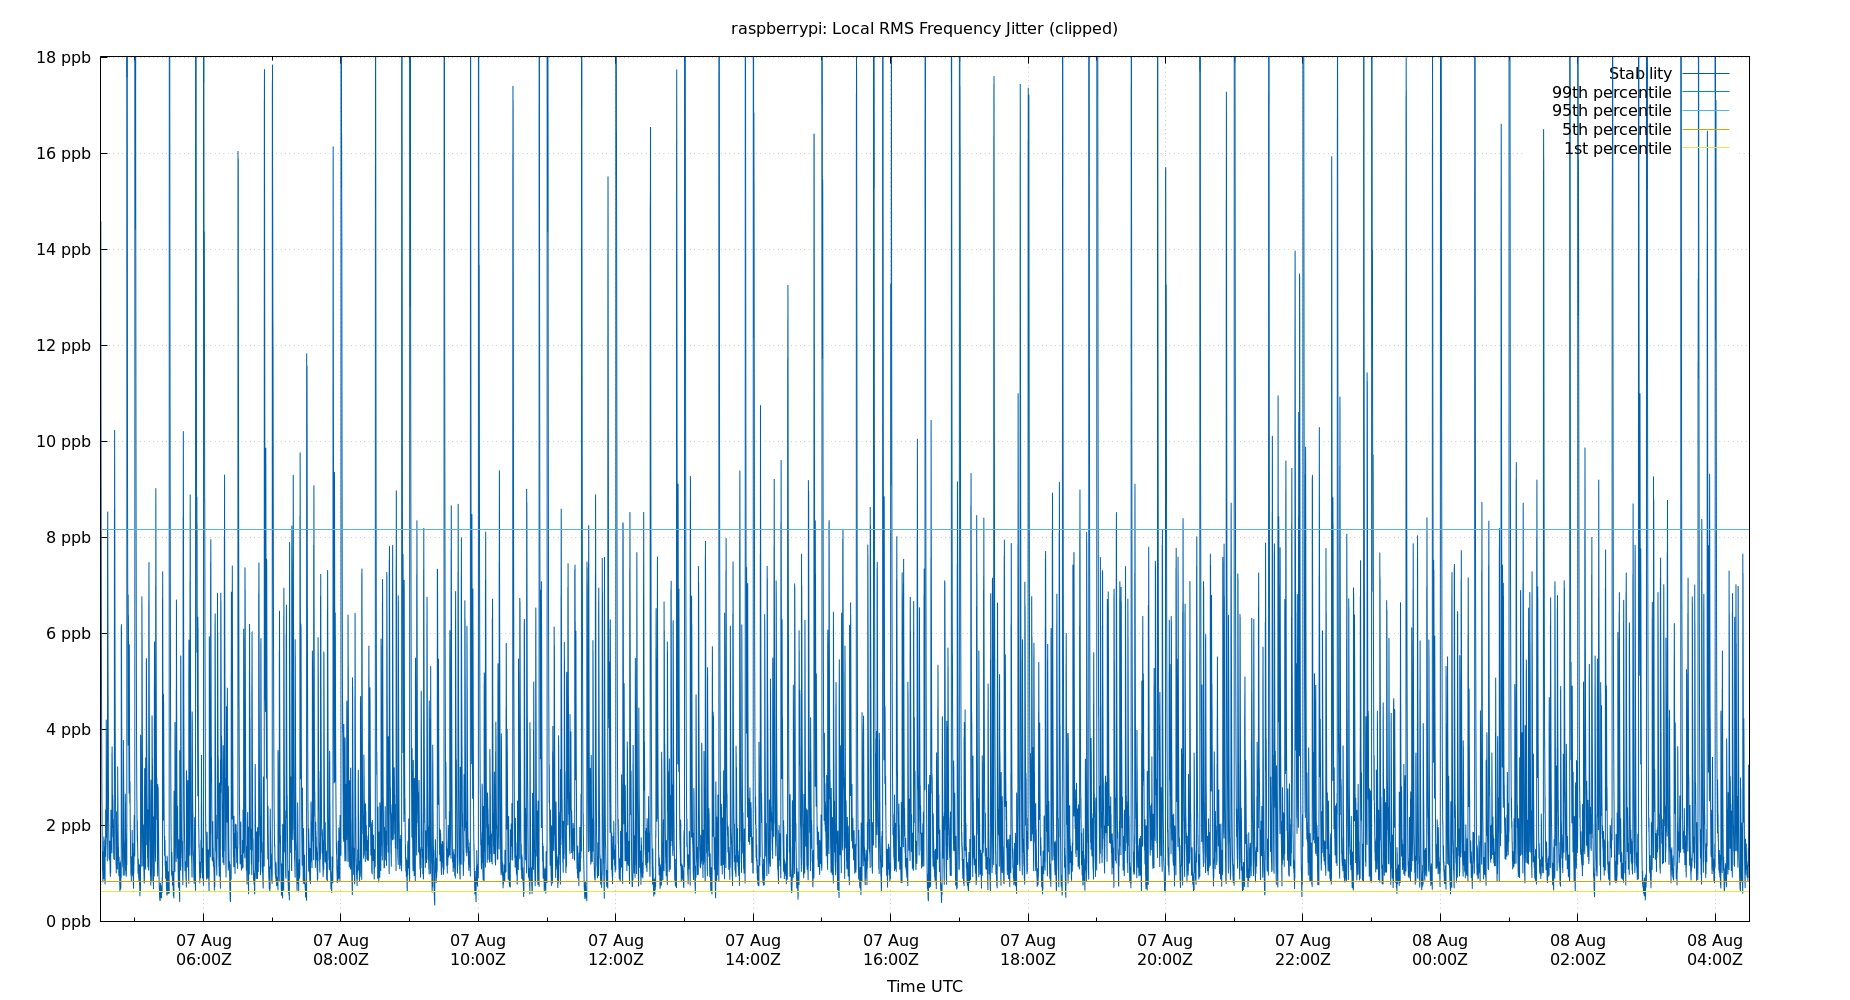 raspberrypi: Local RMS Frequency Jitter (clipped)
18 ppb
16 ppb
14 ppb
12 ppb
10 ppb
8 ppb
6 ppb
4 ppb
2 ppb
0 ppb
Stability
99th percentile
95th percentile
5th percentile
1st percentile
07 Aug 07 Aug 07 Aug 07 Aug 07 Aug 07 Aug 07 Aug 07 Aug 07 Aug 08 Aug 08 Aug 08 Aug
06:00Z 08:00Z 10:00Z 12:00Z 14:00Z 16:00Z 18:00Z 20:00Z 22:00Z 00:00Z 02:00Z 04:00Z
Time UTC